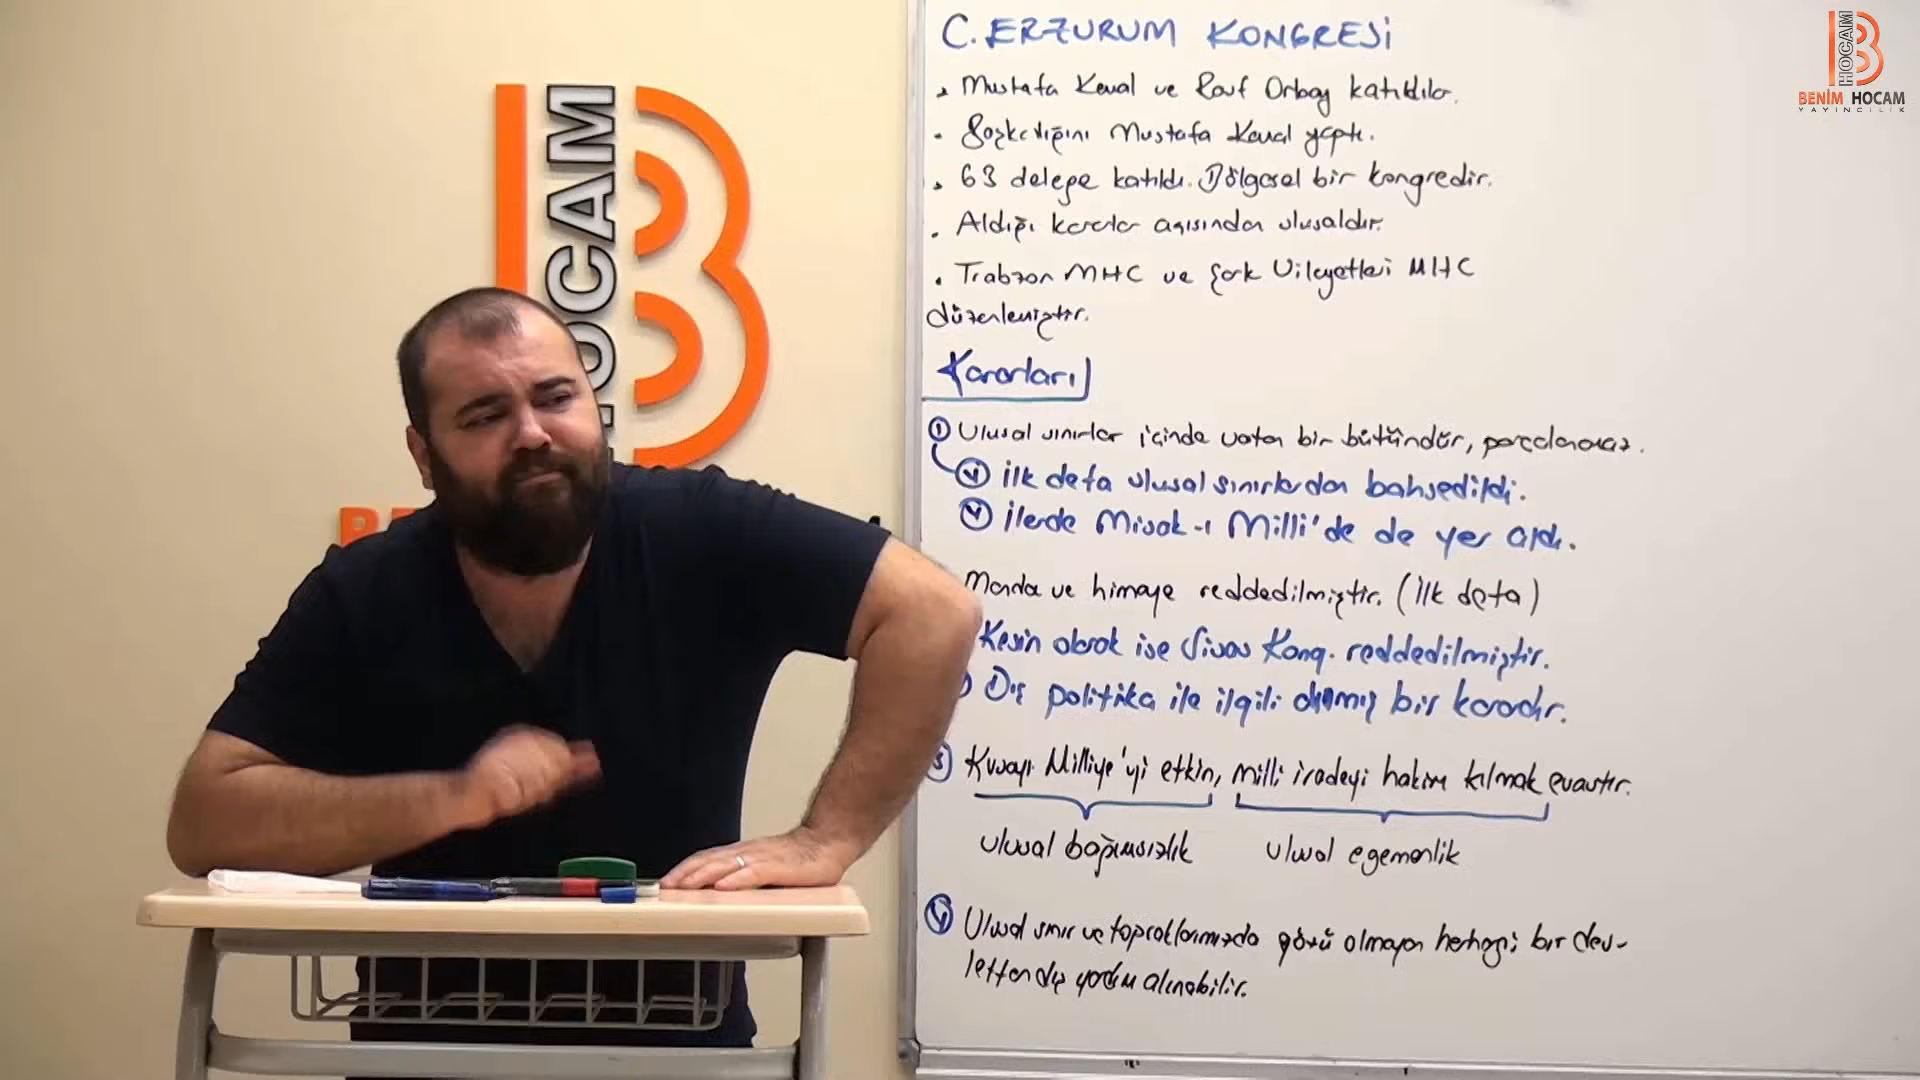 C. ERZURUM KONGRESİ
Mustafa Kemal ve Rauf Orbay katıldılar.
Başkanlığını Mustafa Kemal yaptı.
63 delege katıldı. Bölgesel bir kongredir.
Aldığı kararlar açısından ulusaldır.
Trabzon MHC ve Şark Vilayetleri MHC
düzenlemiştir.
Kararları
1 Ulusal sınırlar içinde vatan bir bütündür, parçalanamaz.
İlk defa ulusal sınırlardan bahsedildi.
İlerde Misak-ı Milli'de de yer aldı.
Manda ve himaye reddedilmiştir. (İlk defa)
Kesin olarak ise Sivas Kong. reddedilmiştir.
Dış politika ile ilgili alınmış bir karardır.
3 Kuvayı Milliye'yi etkin, milli iradeyi hakim kılmak esastır.
ulusal bağımsızlık ulusal egemenlik
4 Ulusal sınır ve topraklarımızda gözü olmayan herhangi bir dev-
letten dış yardım alınabilir.
HOCAM
B
HOCAM
B
BENİM HOCAM
YAYINCILIK